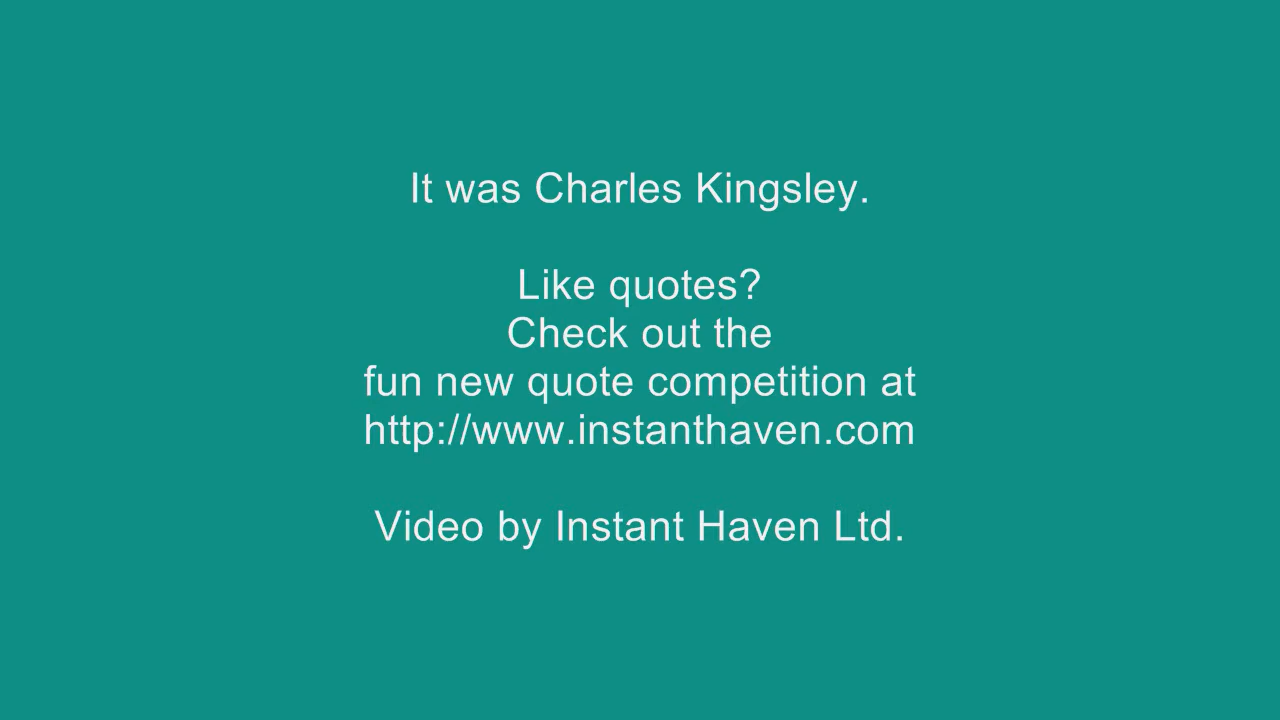 It was Charles Kingsley.
Like quotes?
Check out the
fun new quote competition at
http://www.instanthaven.com
Video by Instant Haven Ltd.